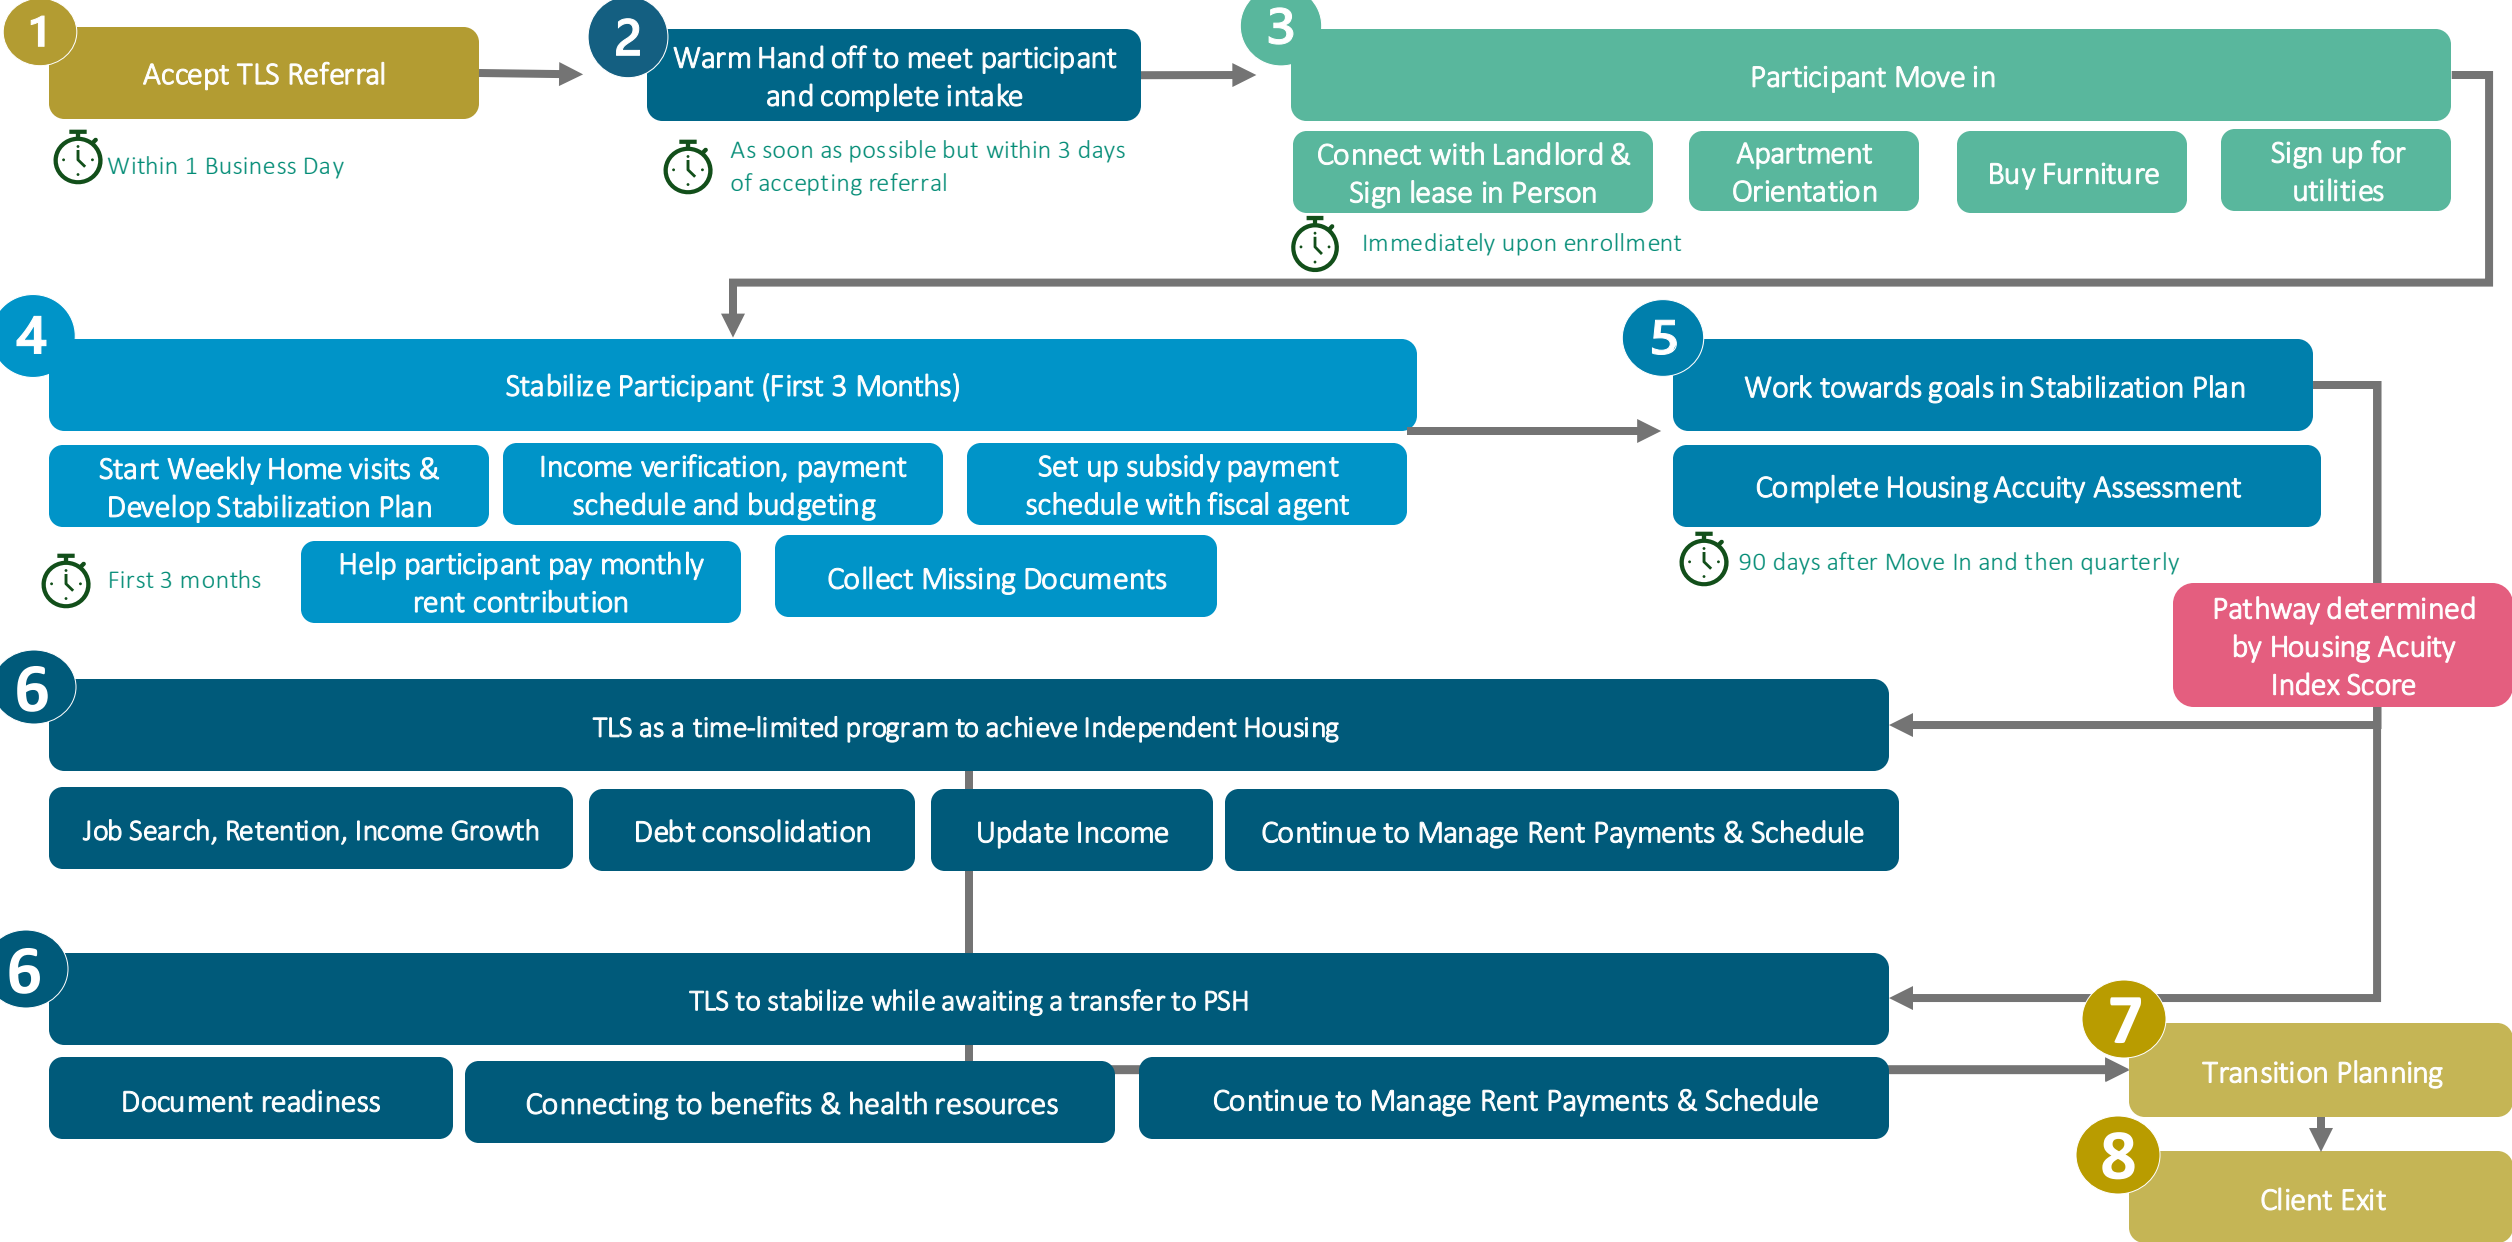 1
Accept TLS Referral
Within 1 Business Day
2
Warm Hand off to meet participant
and complete intake
As soon as possible but within 3 days
of accepting referral
3
Participant Move in
Connect with Landlord &
Sign lease in Person
Apartment
Orientation
Buy Furniture
Sign up for
utilities
Immediately upon enrollment
4
Stabilize Participant (First 3 Months)
Start Weekly Home visits &
Develop Stabilization Plan
Income verification, payment
schedule and budgeting
Set up subsidy payment
schedule with fiscal agent
First 3 months
Help participant pay monthly
rent contribution
Collect Missing Documents
5
Work towards goals in Stabilization Plan
Complete Housing Accuity Assessment
90 days after Move In and then quarterly
Pathway determined
by Housing Acuity
Index Score
6
TLS as a time-limited program to achieve Independent Housing
Job Search, Retention, Income Growth
Debt consolidation
Update Income
Continue to Manage Rent Payments & Schedule
6
TLS to stabilize while awaiting a transfer to PSH
Document readiness
Connecting to benefits & health resources
Continue to Manage Rent Payments & Schedule
7
Transition Planning
8
Client Exit